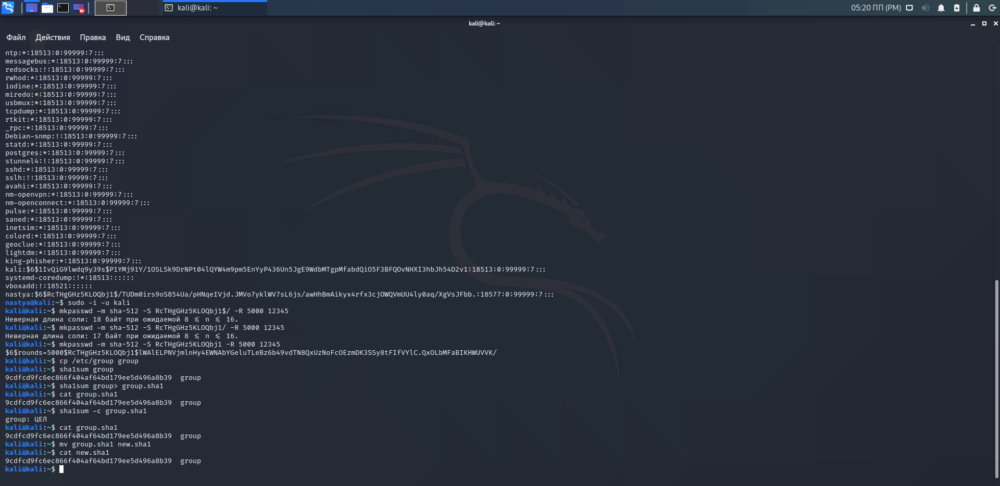 05:20 ПП (PM)
kali@kali: ~
kali@kali: ~
Файл Действия Правка Вид Справка
ntp:*:18513:0:99999:7:::
messagebus:*:18513:0:99999:7:::
redsocks:!:18513:0:99999:7:::
rwhod:*:18513:0:99999:7:::
iodine:*:18513:0:99999:7:::
miredo:*:18513:0:99999:7:::
usbmux:*:18513:0:99999:7:::
tcpdump:*:18513:0:99999:7:::
rtkit:*:18513:0:99999:7:::
_rpc:*:18513:0:99999:7:::
Debian-snmp:!:18513:0:99999:7:::
statd:*:18513:0:99999:7:::
postgres:*:18513:0:99999:7:::
stunnel4:!:18513:0:99999:7:::
sshd:*:18513:0:99999:7:::
sslh:!:18513:0:99999:7:::
avahi:*:18513:0:99999:7:::
nm-openvpn:*:18513:0:99999:7:::
nm-openconnect:*:18513:0:99999:7:::
pulse:*:18513:0:99999:7:::
saned:*:18513:0:99999:7:::
inetsim:*:18513:0:99999:7:::
colord:*:18513:0:99999:7:::
geoclue:*:18513:0:99999:7:::
lightdm:*:18513:0:99999:7:::
king-phisher:*:18513:0:99999:7:::
kali:$6$1IvQiG9lwdq9y39s$P1YMj91Y/1OSLSk9DrNPt04lQYW4m9pm5EnYyP436Un5JgE9WdbMTgpMfabdQiO5F3BFQOvNHXI3hbJh54D2v1:18513:0:99999:7:::
systemd-coredump:!*:18513::::::
vboxadd:!:18521::::::
nastya:$6$RcTHgGHz5KLOQbj1$/TUDm0irs9oS854Ua/pHNqeIVjd.JMVo7yklWV7sL6js/awHhBmAikyx4rfx3cjOWQVmUU4ly0aq/XgVsJFbb.:18577:0:99999:7:::
nastya@kali:~$ sudo -i -u kali
kali@kali:~$ mkpasswd -m sha-512 -S RcTHgGHz5KLOQbj1$/ -R 5000 12345
Неверная длина соли: 18 байт при ожидаемой 8 <= n <= 16.
kali@kali:~$ mkpasswd -m sha-512 -S RcTHgGHz5KLOQbj1/ -R 5000 12345
Неверная длина соли: 17 байт при ожидаемой 8 <= n <= 16.
kali@kali:~$ mkpasswd -m sha-512 -S RcTHgGHz5KLOQbj1 -R 5000 12345
$6$rounds=5000$RcTHgGHz5KLOQbj1$lWAlELPNVjmlnHy4EWNAbYGeluTLeBz6b49vdTN8QxUzNoFcOEzmDK3SSy8tFIfVYlC.QxOLbMFaBIKHWUVVK/
kali@kali:~$ cp /etc/group group
kali@kali:~$ sha1sum group
9cdfcd9fc6ec866f404af64bd179ee5d496a8b39  group
kali@kali:~$ sha1sum group> group.sha1
kali@kali:~$ cat group.sha1
9cdfcd9fc6ec866f404af64bd179ee5d496a8b39  group
kali@kali:~$ sha1sum -c group.sha1
group: ЦЕЛ
kali@kali:~$ cat group.sha1
9cdfcd9fc6ec866f404af64bd179ee5d496a8b39  group
kali@kali:~$ mv group.sha1 new.sha1
kali@kali:~$ cat new.sha1
9cdfcd9fc6ec866f404af64bd179ee5d496a8b39  group
kali@kali:~$